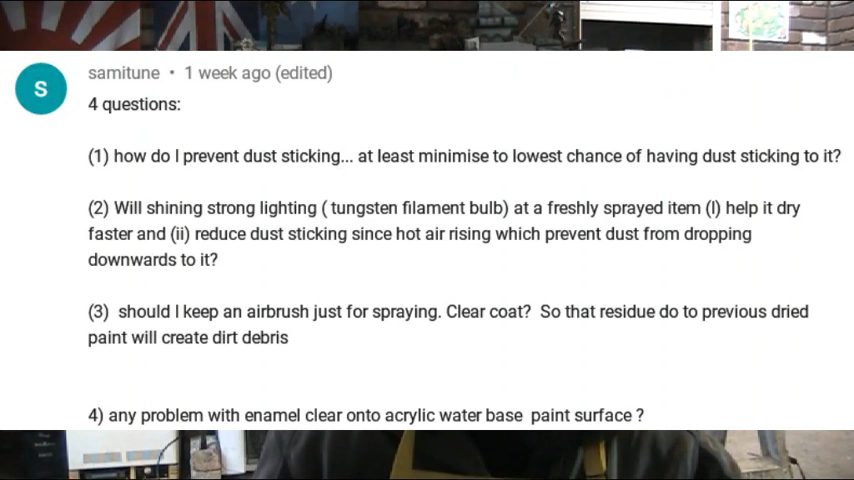 samitune • 1 week ago (edited)
4 questions:
(1) how do I prevent dust sticking... at least minimise to lowest chance of having dust sticking to it?
(2) Will shining strong lighting ( tungsten filament bulb) at a freshly sprayed item (I) help it dry
faster and (ii) reduce dust sticking since hot air rising which prevent dust from dropping
downwards to it?
(3)  should I keep an airbrush just for spraying. Clear coat?  So that residue do to previous dried
paint will create dirt debris
4) any problem with enamel clear onto acrylic water base  paint surface ?